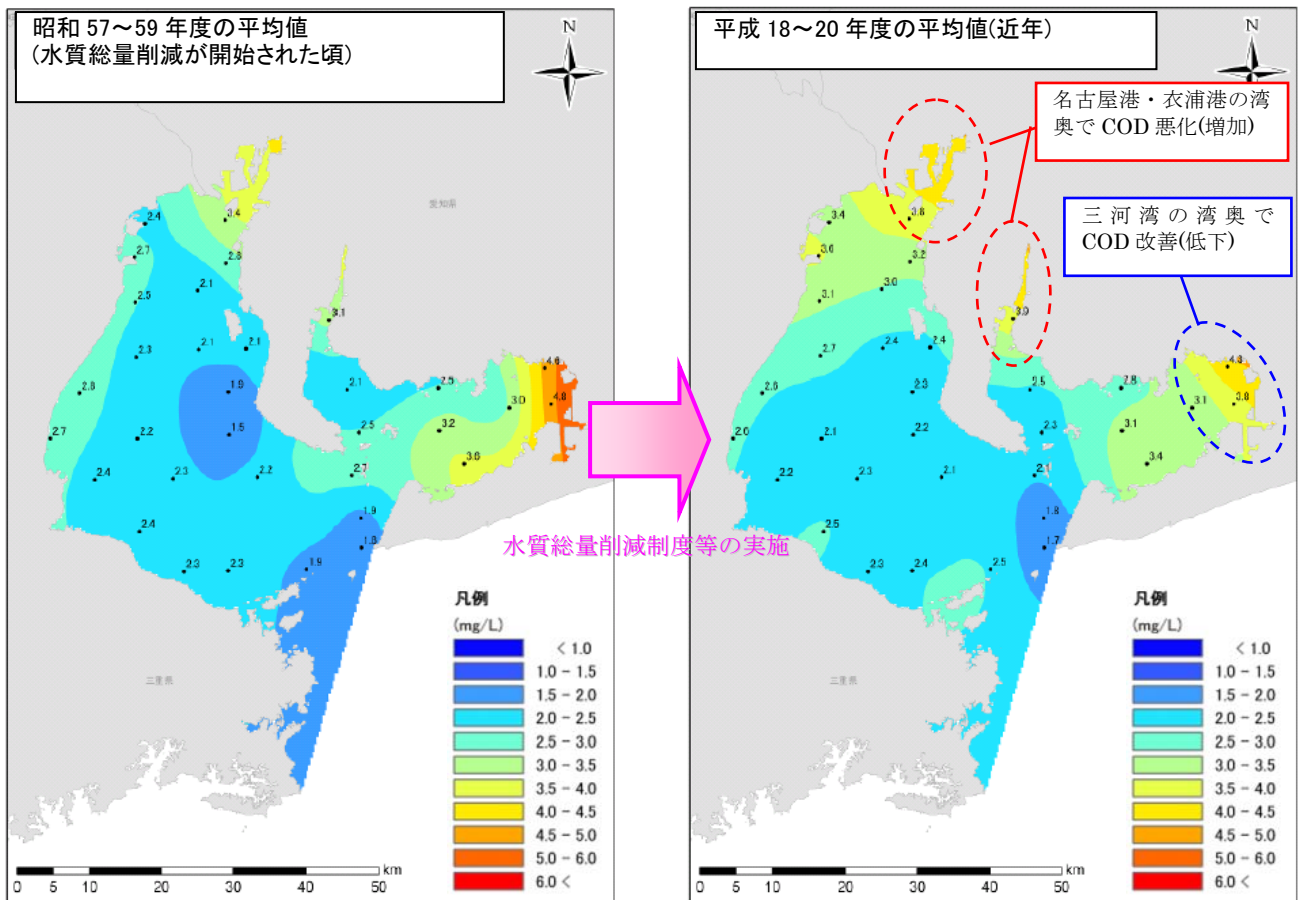 昭和 57～59 年度の平均値
(水質総量削減が開始された頃)
N
愛知県
三重県
2.4
3.4
2.7
2.8
2.5
2.1
3.1
2.3
2.1
2.1
2.8
1.9
2.1
2.5
3.0
4.6
4.8
2.7
2.2
1.5
2.5
3.2
2.4
2.3
2.2
2.7
3.6
2.4
1.9
1.8
2.3
2.3
1.9
凡例
(mg/L)
< 1.0
1.0 - 1.5
1.5 - 2.0
2.0 - 2.5
2.5 - 3.0
3.0 - 3.5
3.5 - 4.0
4.0 - 4.5
4.5 - 5.0
5.0 - 6.0
6.0 <
0 5 10 20 30 40 50 km
水質総量削減制度等の実施
平成 18～20 年度の平均値(近年)
N
名古屋港・衣浦港の湾
奥で COD 悪化(増加)
三河湾の湾奥で
COD 改善(低下)
愛知県
三重県
3.4
3.8
3.6
3.2
3.1
3.0
3.9
2.7
2.4
2.4
2.6
2.3
2.5
2.8
3.1
4.3
3.8
2.6
2.1
2.2
2.3
3.1
2.2
2.3
2.1
2.1
3.4
2.5
1.8
1.7
2.3
2.4
2.5
凡例
(mg/L)
< 1.0
1.0 - 1.5
1.5 - 2.0
2.0 - 2.5
2.5 - 3.0
3.0 - 3.5
3.5 - 4.0
4.0 - 4.5
4.5 - 5.0
5.0 - 6.0
6.0 <
0 5 10 20 30 40 50 km